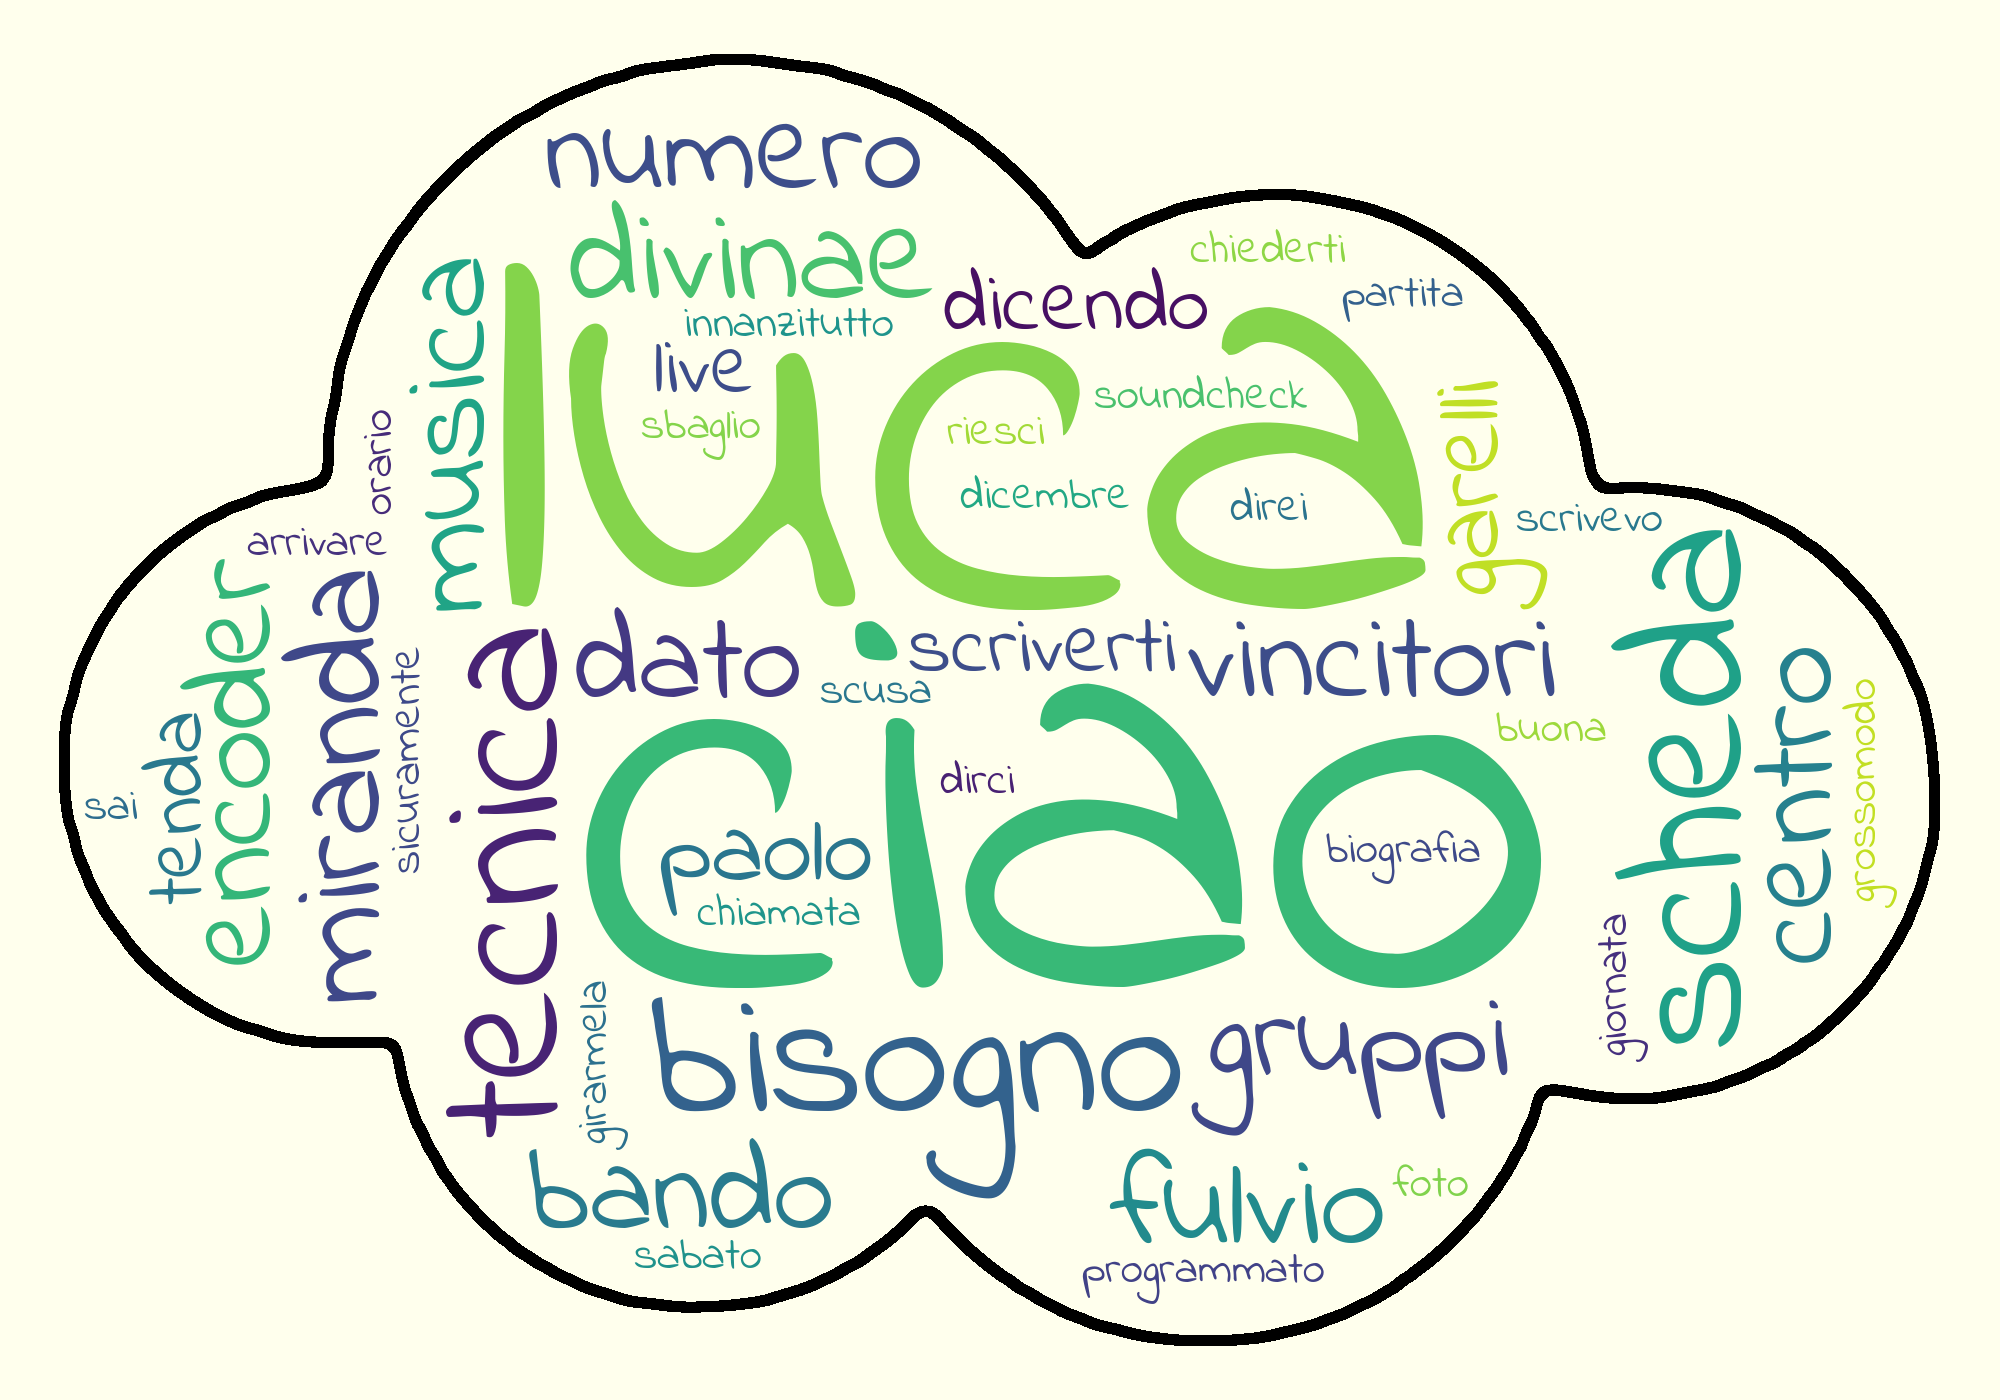 numero
divinae
chiederti
musica
innanzitutto
dicendo
partita
luca
live
sbaglio
riesci
soundcheck
garelli
orario
dicembre
direi
scrivevo
arrivare
encoder
miranda
sicuramente
tecnica
dato
scriverti
vincitori
scheda
centro
scusa
buona
grossomodo
tenda
sai
ciao
dirci
paolo
chiamata
biografia
giornata
girarmela
bisogno
gruppi
bando
fulvio
foto
sabato
programmato